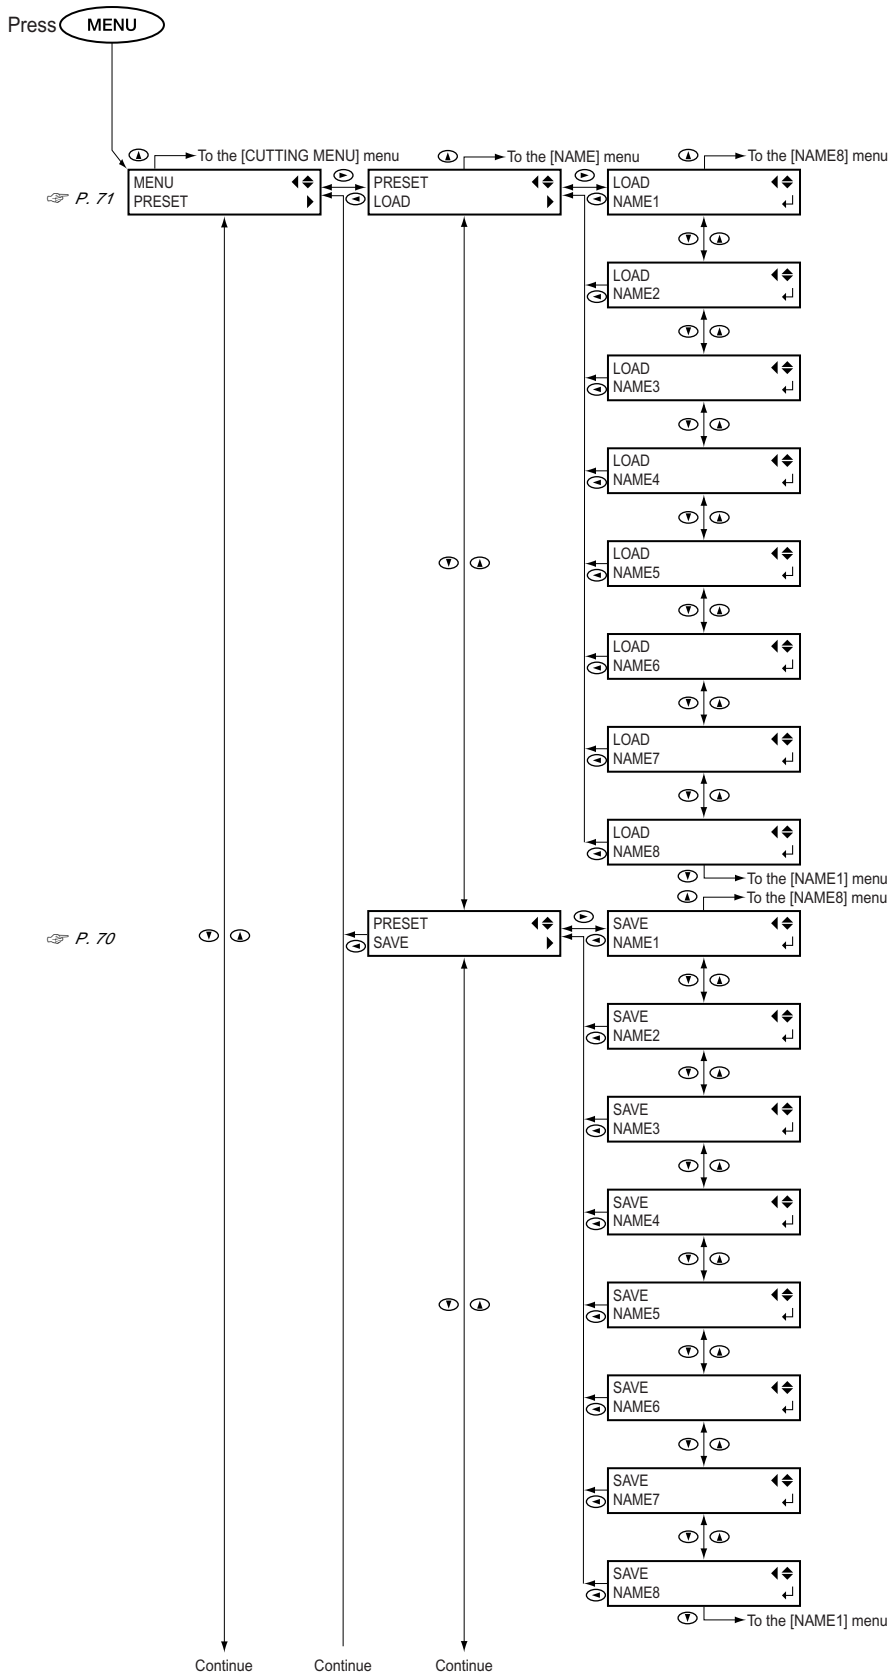 Press MENU
To the [CUTTING MENU] menu
To the [NAME] menu
To the [NAME8] menu
☞ P. 71
MENU
PRESET
PRESET
LOAD
LOAD
NAME1
LOAD
NAME2
LOAD
NAME3
LOAD
NAME4
LOAD
NAME5
LOAD
NAME6
LOAD
NAME7
LOAD
NAME8
To the [NAME1] menu
To the [NAME8] menu
☞ P. 70
PRESET
SAVE
SAVE
NAME1
SAVE
NAME2
SAVE
NAME3
SAVE
NAME4
SAVE
NAME5
SAVE
NAME6
SAVE
NAME7
SAVE
NAME8
To the [NAME1] menu
Continue
Continue
Continue